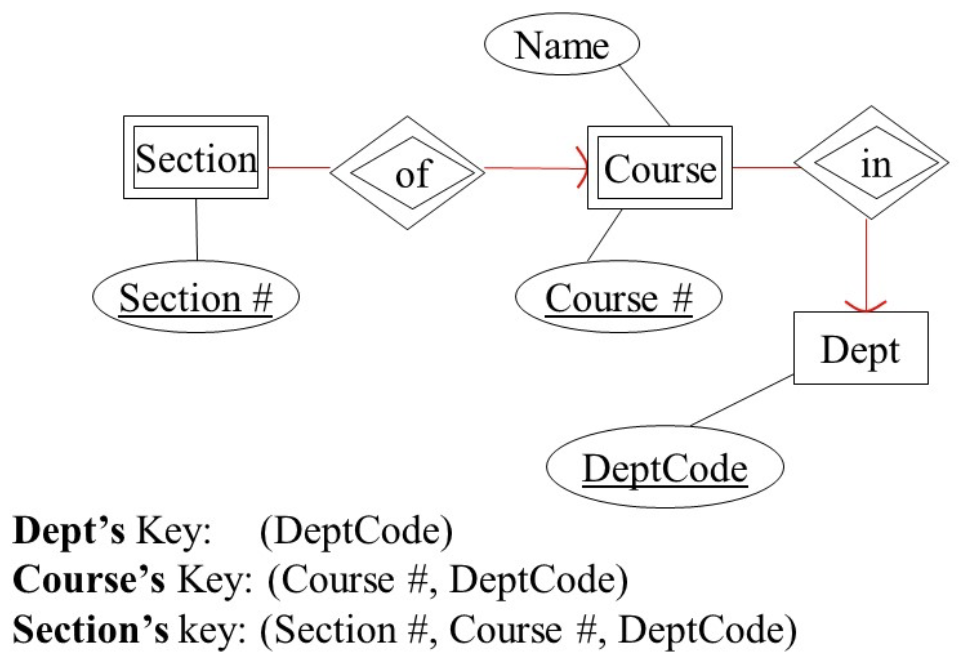 Name
Section
of
Course
in
Section #
Course #
Dept
DeptCode
Dept’s Key: (DeptCode)
Course’s Key: (Course #, DeptCode)
Section’s key: (Section #, Course #, DeptCode)